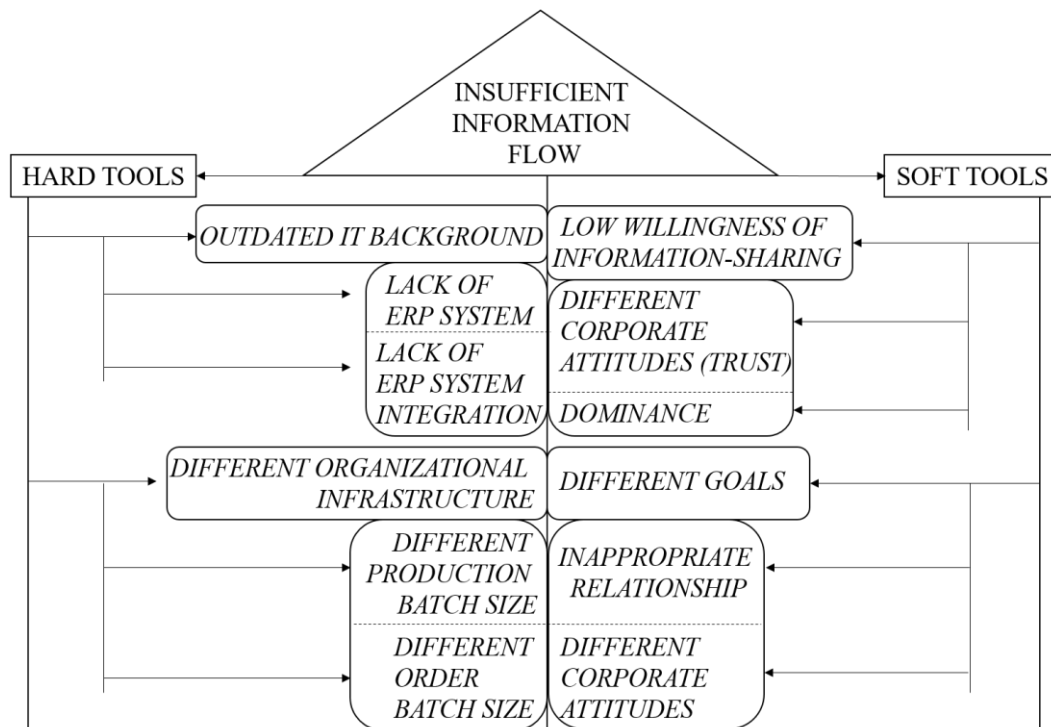 INSUFFICIENT
INFORMATION
FLOW
HARD TOOLS
SOFT TOOLS
OUTDATED IT BACKGROUND
LOW WILLINGNESS OF
INFORMATION-SHARING
LACK OF
ERP SYSTEM
LACK OF
ERP SYSTEM
INTEGRATION
DIFFERENT
CORPORATE
ATTITUDES (TRUST)
DOMINANCE
DIFFERENT ORGANIZATIONAL
INFRASTRUCTURE
DIFFERENT GOALS
DIFFERENT
PRODUCTION
BATCH SIZE
DIFFERENT
ORDER
BATCH SIZE
INAPPROPRIATE
RELATIONSHIP
DIFFERENT
CORPORATE
ATTITUDES